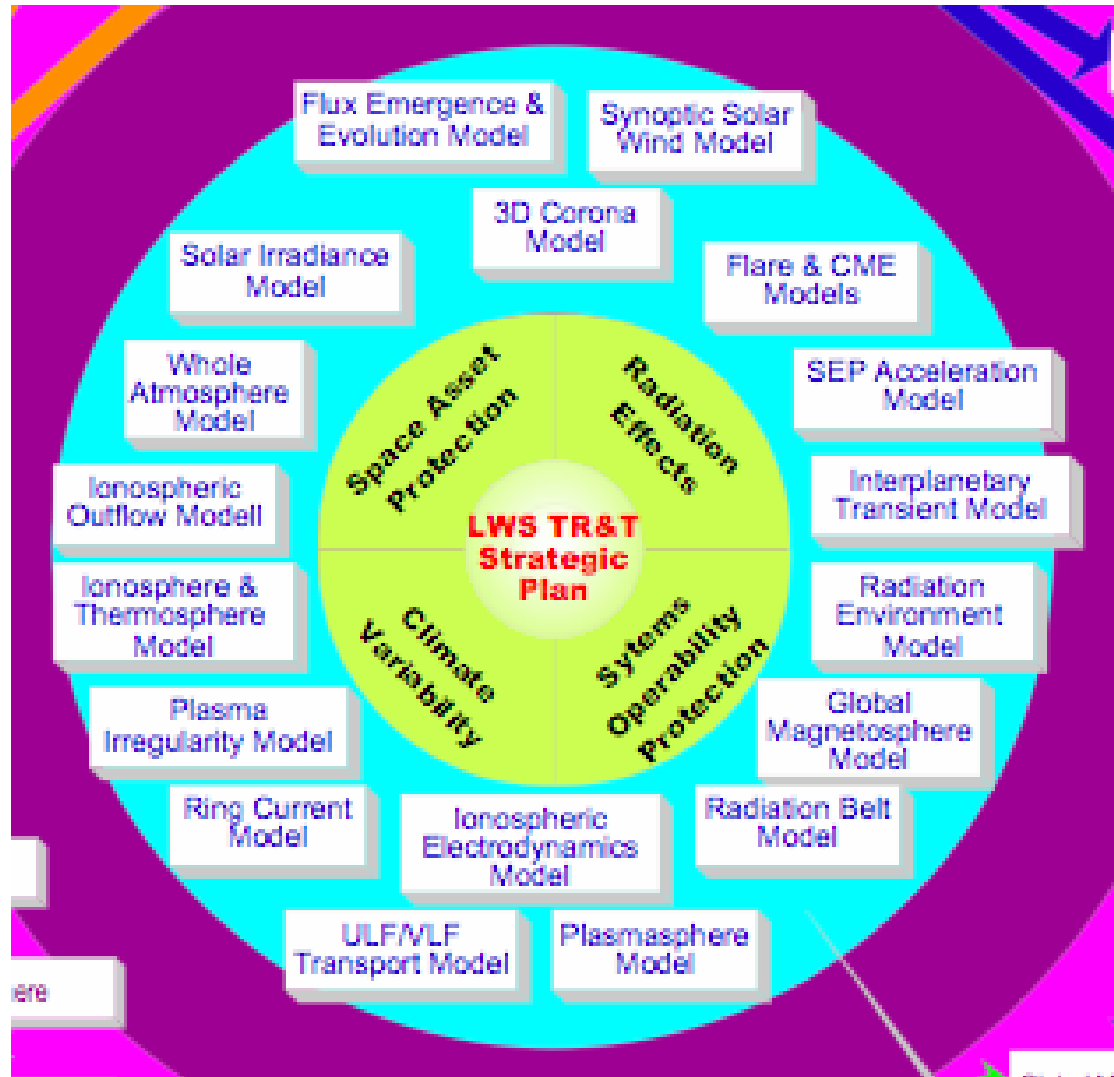 Flux Emergence &
Evolution Model
Synoptic Solar
Wind Model
3D Corona
Model
Solar Irradiance
Model
Flare & CME
Models
Whole
Atmosphere
Model
SEP Acceleration
Model
Space Asset
Protection
Radiation
Effects
Ionospheric
Outflow Modell
Interplanetary
Transient Model
LWS TR&T
Strategic
Plan
Ionosphere &
Thermosphere
Model
Radiation
Environment
Model
Climate
Variability
Sytems
Operability
Protection
Plasma
Irregularity Model
Global
Magnetosphere
Model
Ring Current
Model
Ionospheric
Electrodynamics
Model
Radiation Belt
Model
ULF/VLF
Transport Model
Plasmasphere
Model
ere